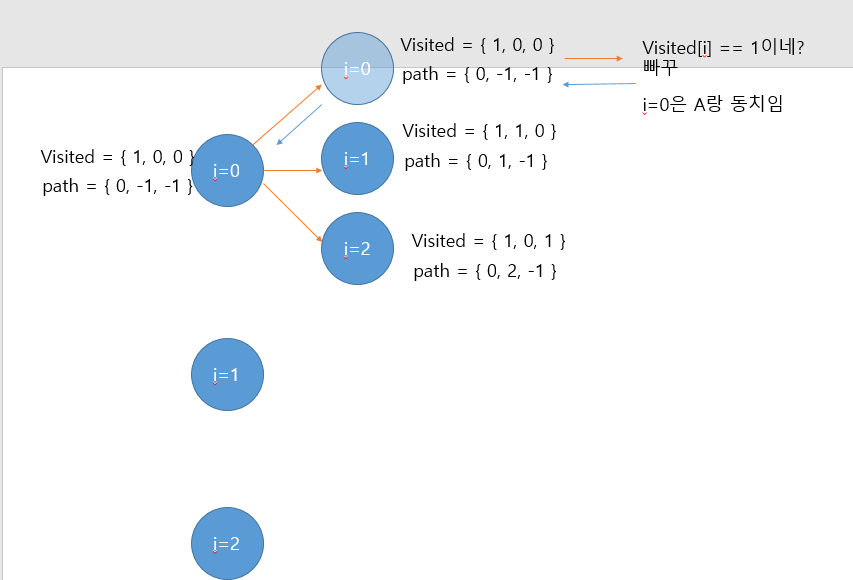 Visited = { 1, 0, 0 }
path = { 0, -1, -1 }
i=0
Visited[i] == 1이네?
빠꾸
i=0은 A랑 동치임
Visited = { 1, 1, 0 }
path = { 0, 1, -1 }
i=1
Visited = { 1, 0, 0 }
path = { 0, -1, -1 }
i=0
Visited = { 1, 0, 1 }
path = { 0, 2, -1 }
i=2
i=1
i=2